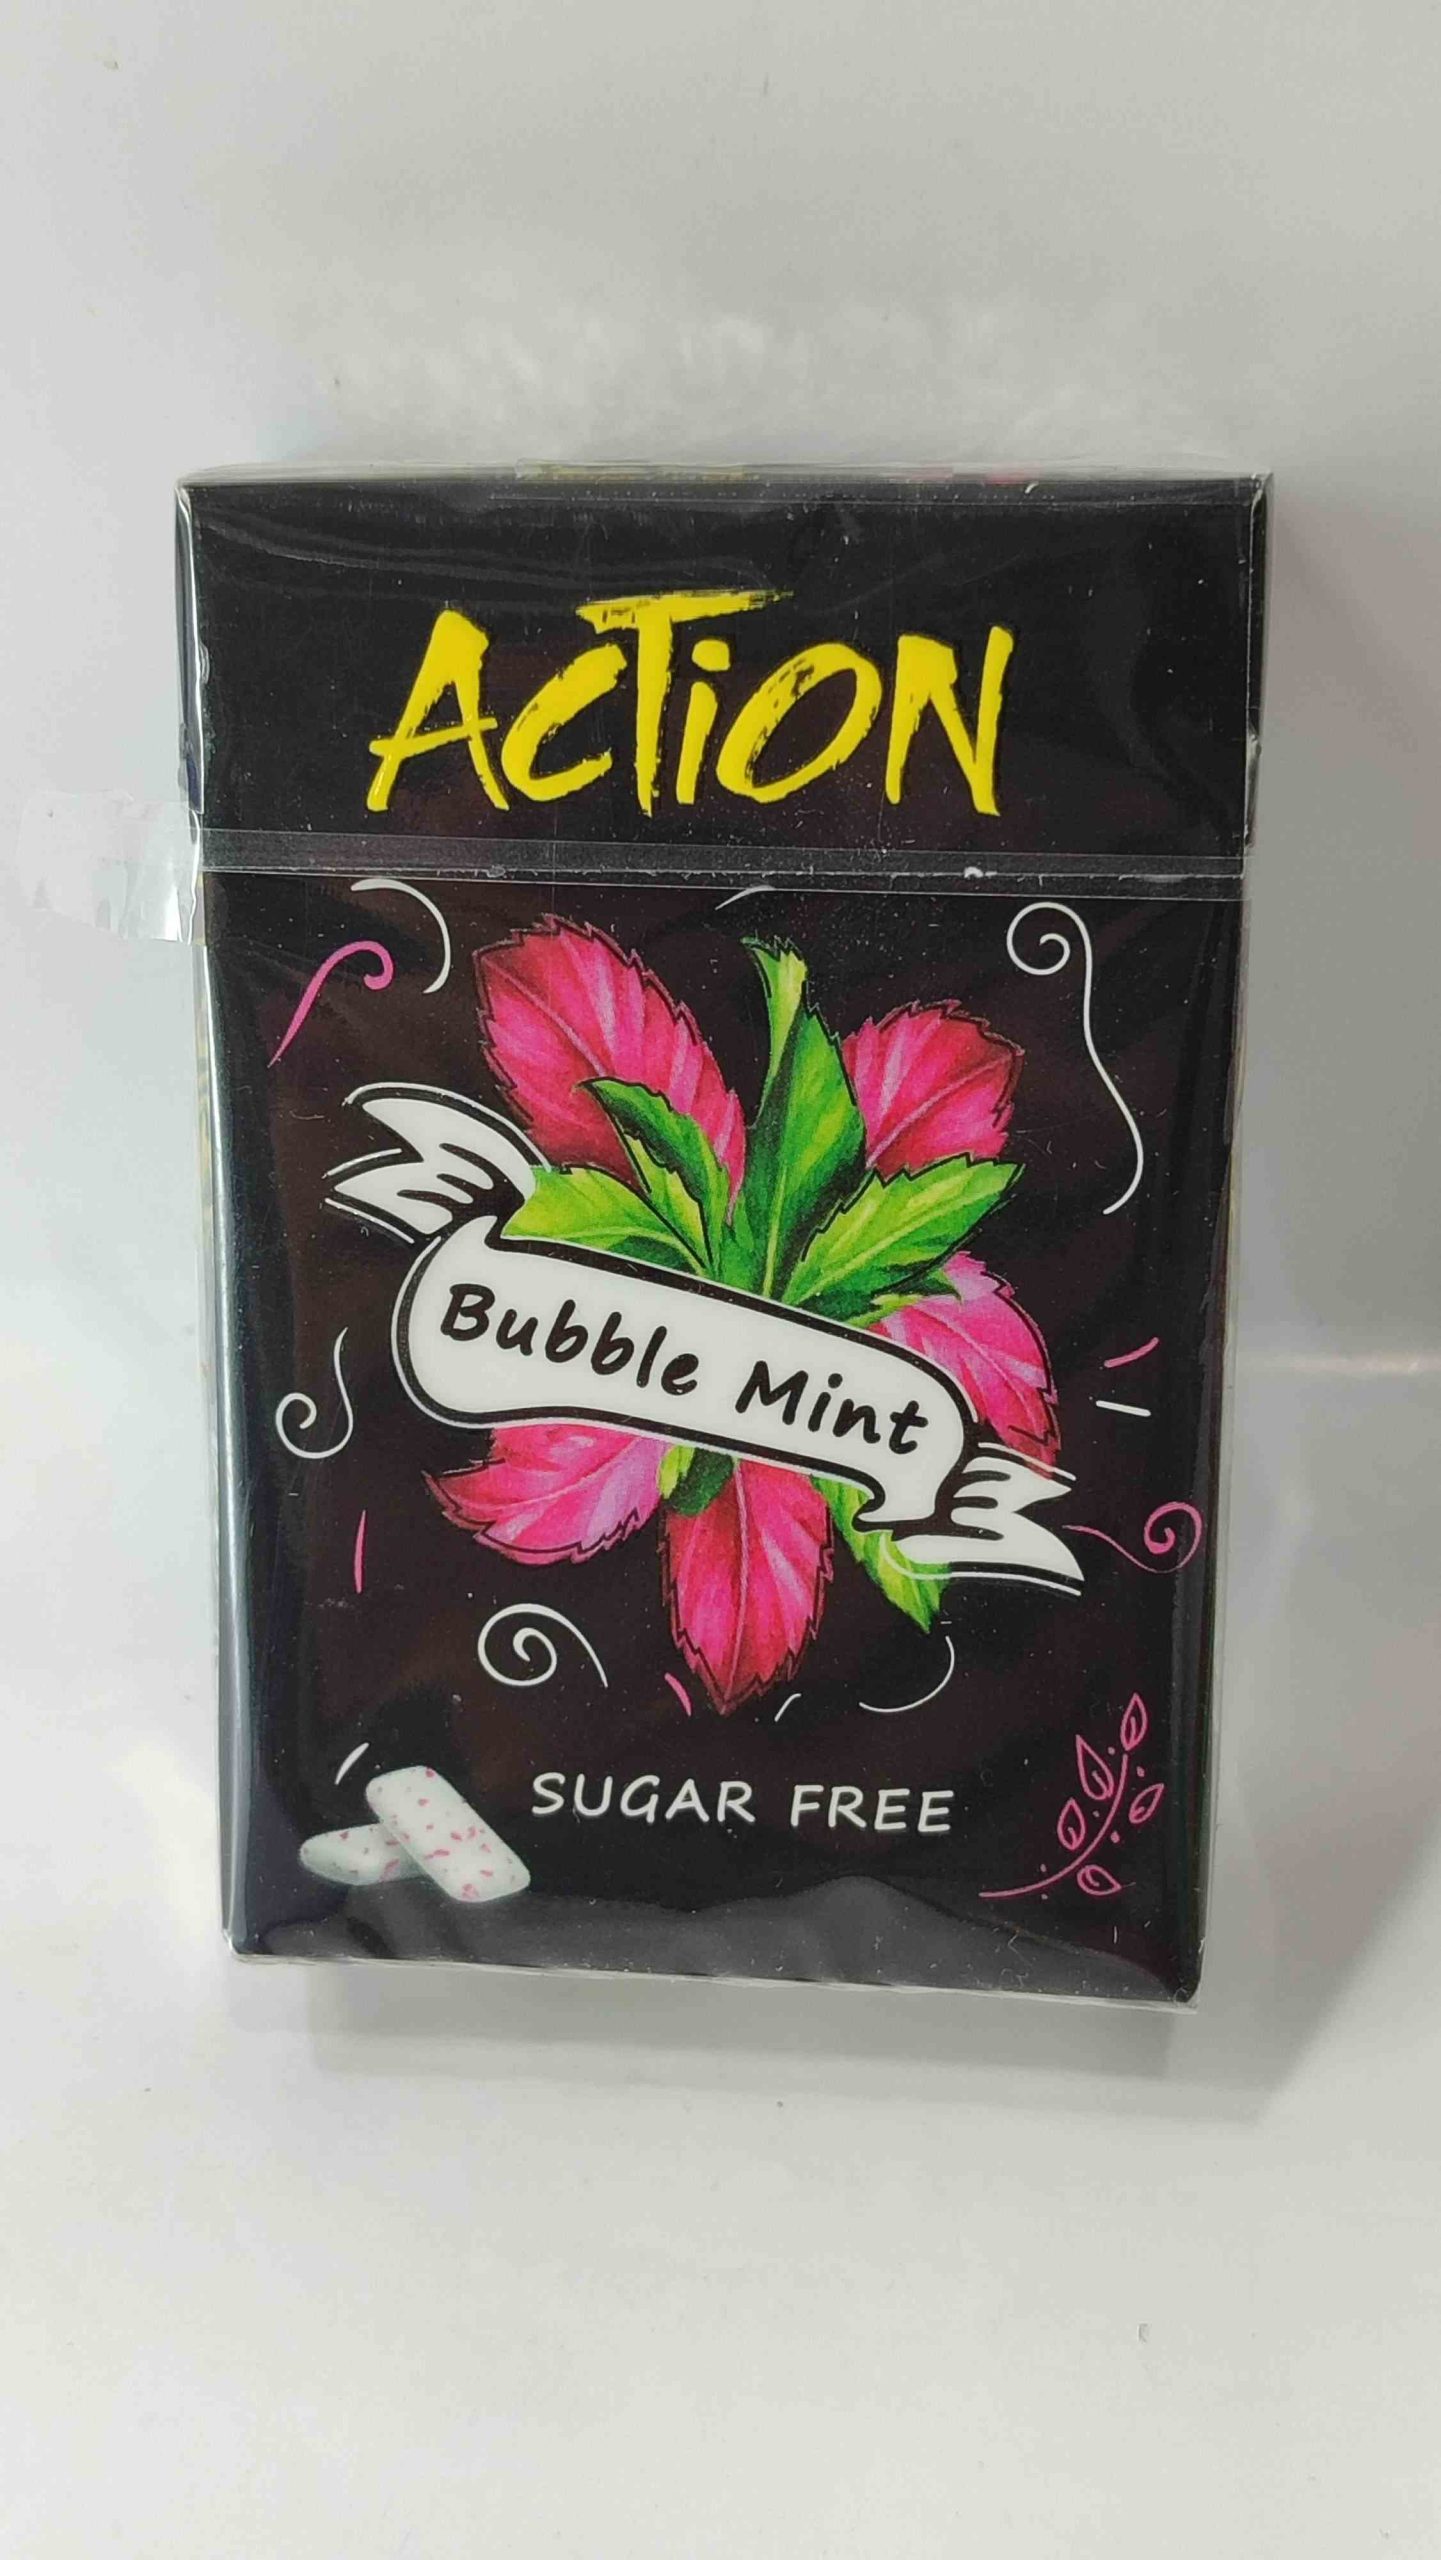 ACTiON
Bubble Mint
SUGAR FREE